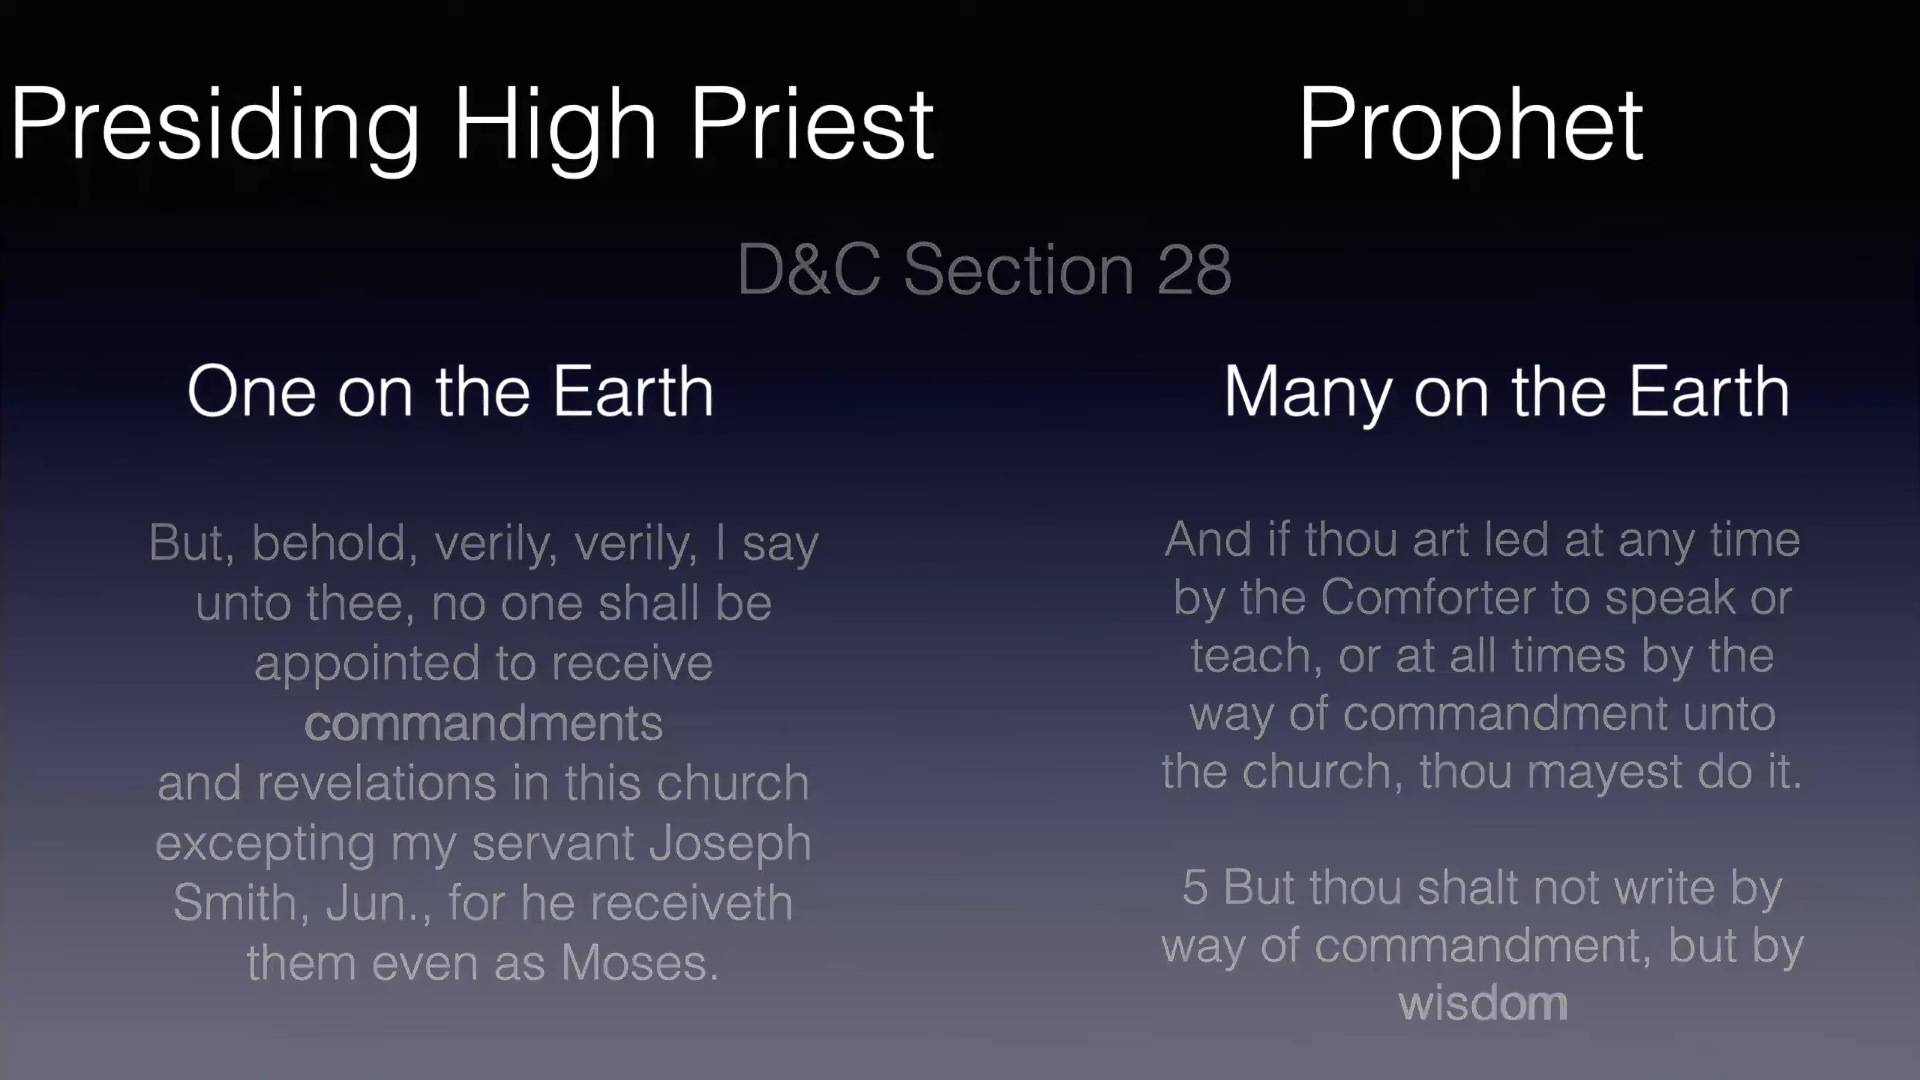 Presiding High Priest
Prophet
D&C Section 28
One on the Earth
Many on the Earth
But, behold, verily, verily, I say
unto thee, no one shall be
appointed to receive
commandments
and revelations in this church
excepting my servant Joseph
Smith, Jun., for he receiveth
them even as Moses.
And if thou art led at any time
by the Comforter to speak or
teach, or at all times by the
way of commandment unto
the church, thou mayest do it.
5 But thou shalt not write by
way of commandment, but by
wisdom